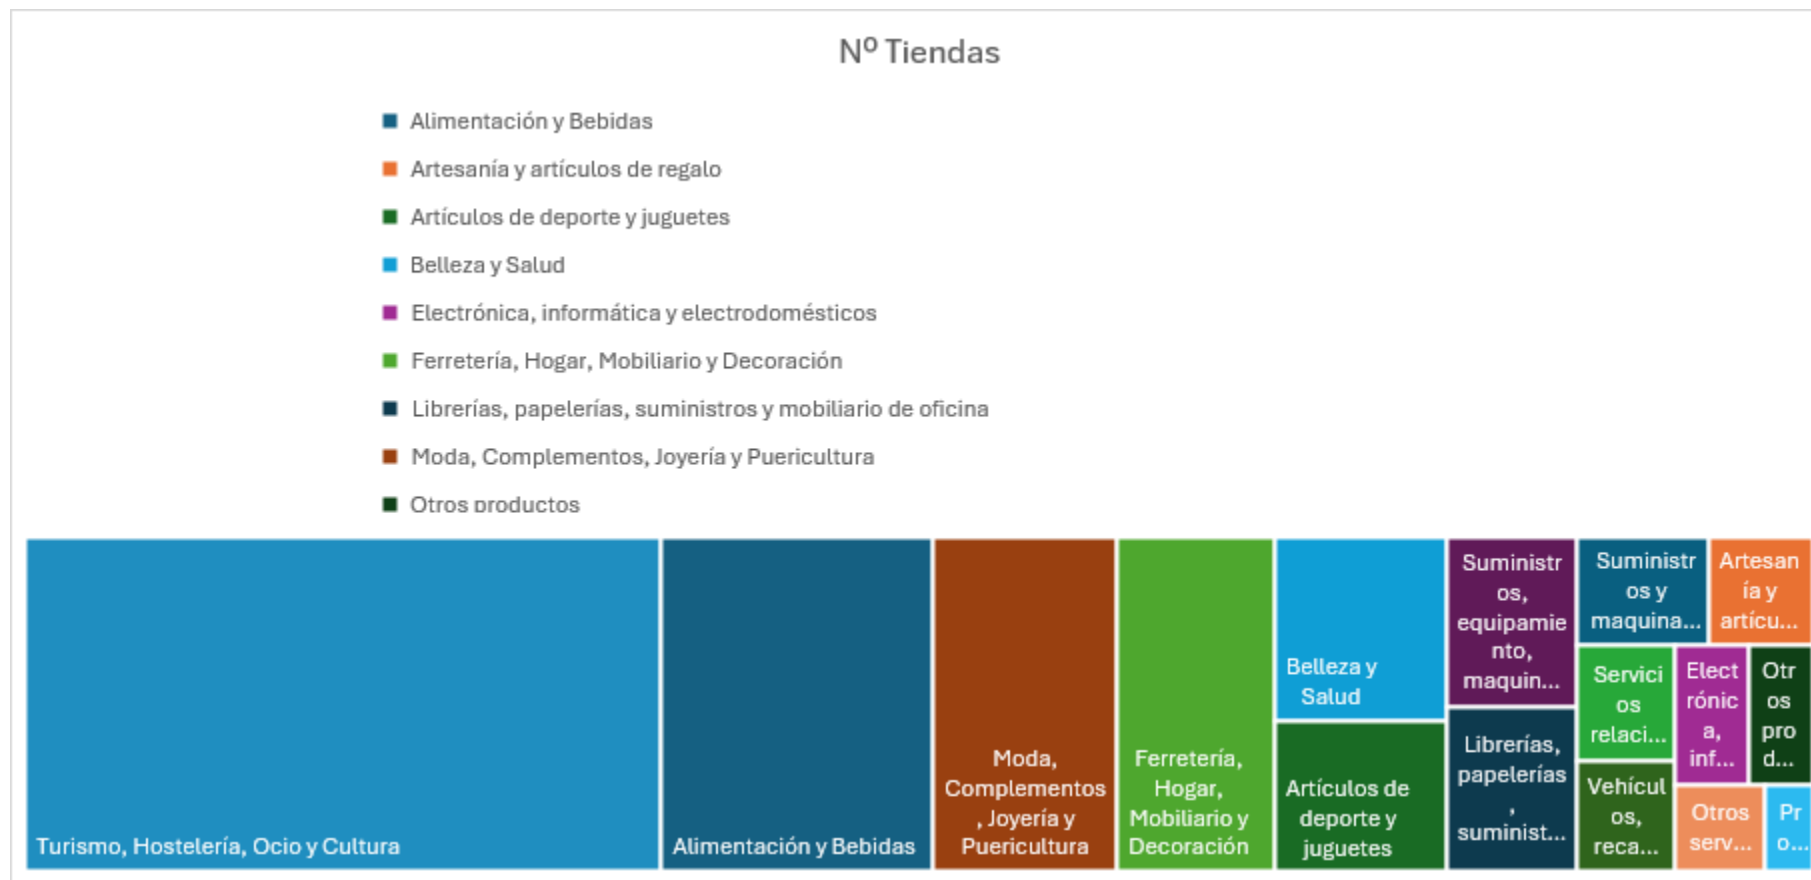 Nº Tiendas
Alimentación y Bebidas
Artesanía y artículos de regalo
Artículos de deporte y juguetes
Belleza y Salud
Electrónica, informática y electrodomésticos
Ferretería, Hogar, Mobiliario y Decoración
Librerías, papelerías, suministros y mobiliario de oficina
Moda, Complementos, Joyería y Puericultura
Otros productos
Turismo, Hostelería, Ocio y Cultura
Alimentación y Bebidas
Moda,
Complementos
, Joyería y
Puericultura
Ferretería,
Hogar,
Mobiliario y
Decoración
Belleza y
Salud
Artículos de
deporte y
juguetes
Suministr
os,
equipamie
nto,
maquin...
Librerías,
papelerías
,
suminist...
Suministr
os y
maquina...
Artesan
ía y
artícu...
Servici
os
relaci...
Elect
rónic
a,
inf...
Otr
os
pro
d...
Vehícul
os,
reca...
Otros
serv...
Pr
o...